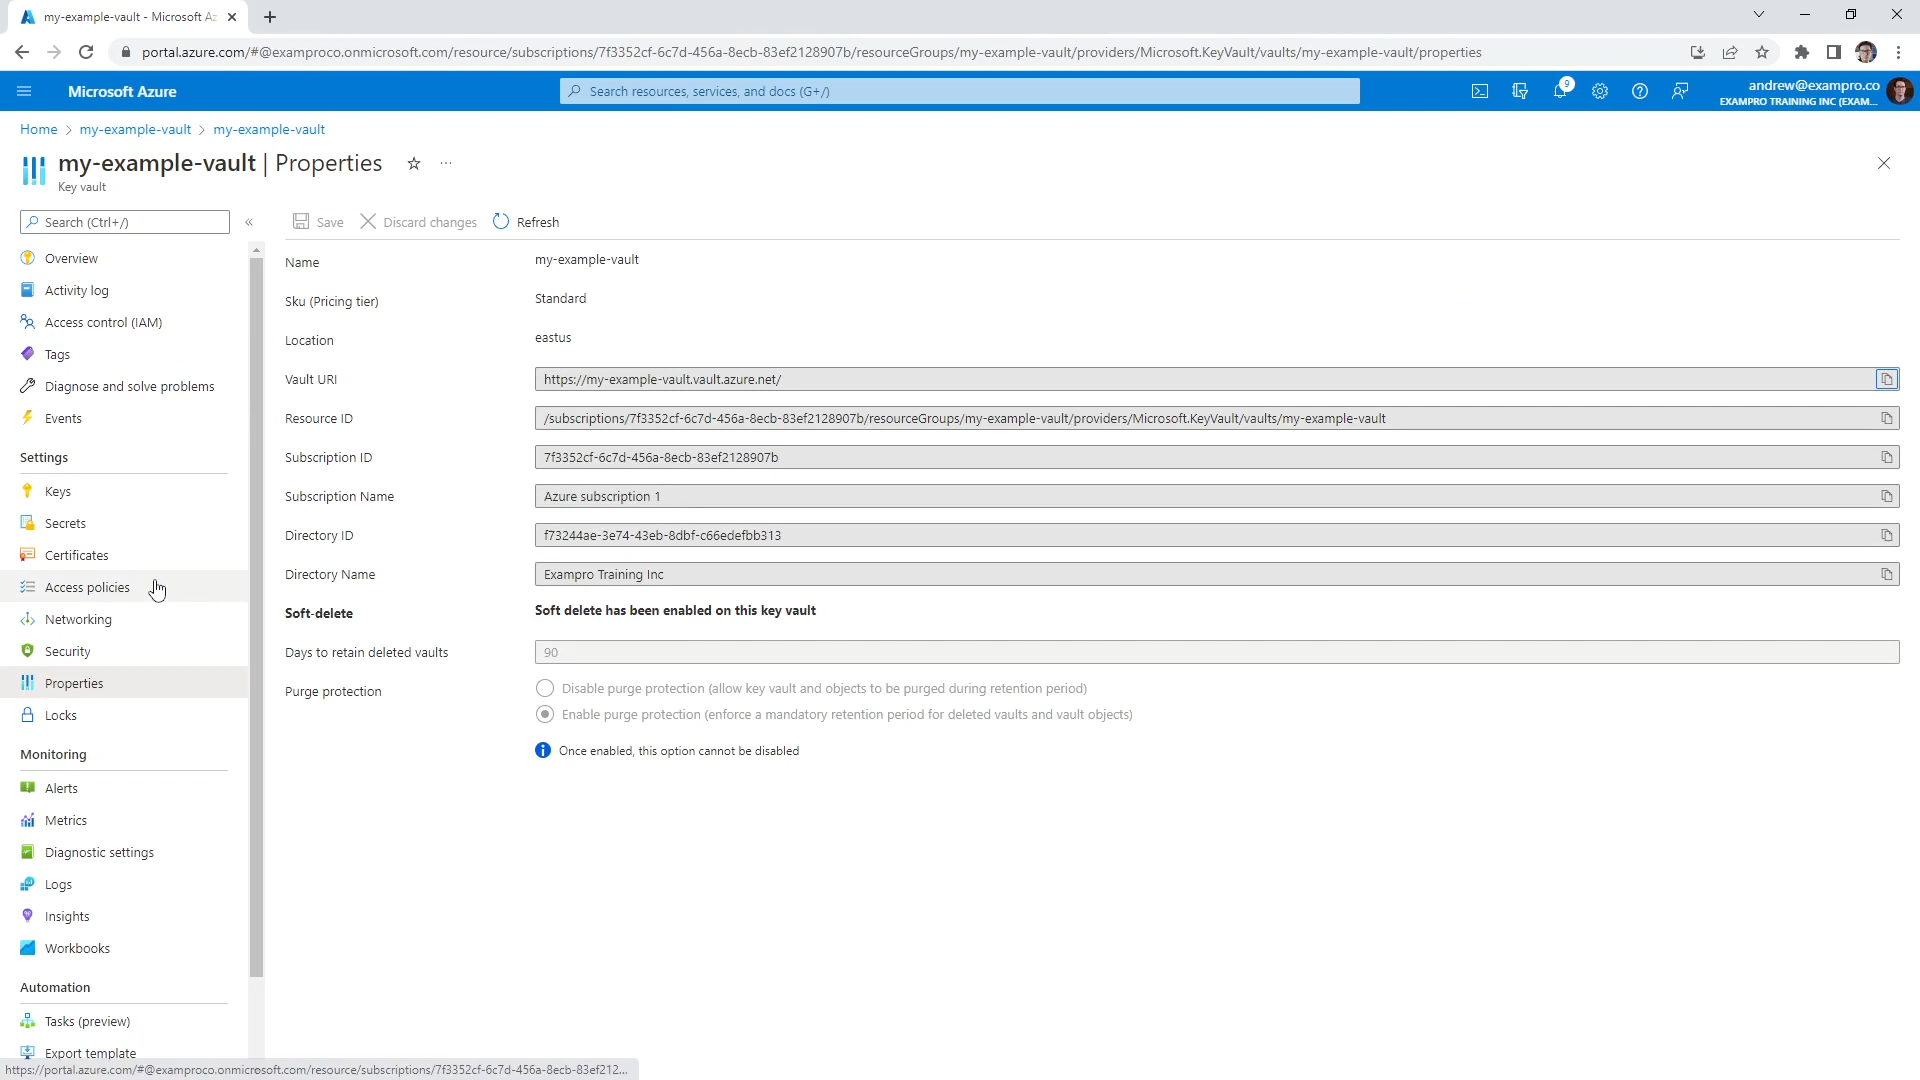 my-example-vault - Microsoft Az
portal.azure.com/#@examproco.onmicrosoft.com/resource/subscriptions/7f3352cf-6c7d-456a-8ecb-83ef2128907b/resourceGroups/my-example-vault/providers/Microsoft.KeyVault/vaults/my-example-vault/properties
Microsoft Azure
Search resources, services, and docs (G+/)
9
andrew@exampro.co
EXAMPRO TRAINING INC (EXAM...
Home > my-example-vault > my-example-vault
my-example-vault | Properties
Key vault
Search (Ctrl+/)
Overview
Activity log
Access control (IAM)
Tags
Diagnose and solve problems
Events
Settings
Keys
Secrets
Certificates
Access policies
Networking
Security
Properties
Locks
Monitoring
Alerts
Metrics
Diagnostic settings
Logs
Insights
Workbooks
Automation
Tasks (preview)
Export template
Save
Discard changes
Refresh
Name
my-example-vault
Sku (Pricing tier)
Standard
Location
eastus
Vault URI
https://my-example-vault.vault.azure.net/
Resource ID
/subscriptions/7f3352cf-6c7d-456a-8ecb-83ef2128907b/resourceGroups/my-example-vault/providers/Microsoft.KeyVault/vaults/my-example-vault
Subscription ID
7f3352cf-6c7d-456a-8ecb-83ef2128907b
Subscription Name
Azure subscription 1
Directory ID
f73244ae-3e74-43eb-8dbf-c66edefbb313
Directory Name
Exampro Training Inc
Soft-delete
Soft delete has been enabled on this key vault
Days to retain deleted vaults
90
Purge protection
Disable purge protection (allow key vault and objects to be purged during retention period)
Enable purge protection (enforce a mandatory retention period for deleted vaults and vault objects)
Once enabled, this option cannot be disabled
https://portal.azure.com/#@examproco.onmicrosoft.com/resource/subscriptions/7f3352cf-6c7d-456a-8ecb-83ef212...